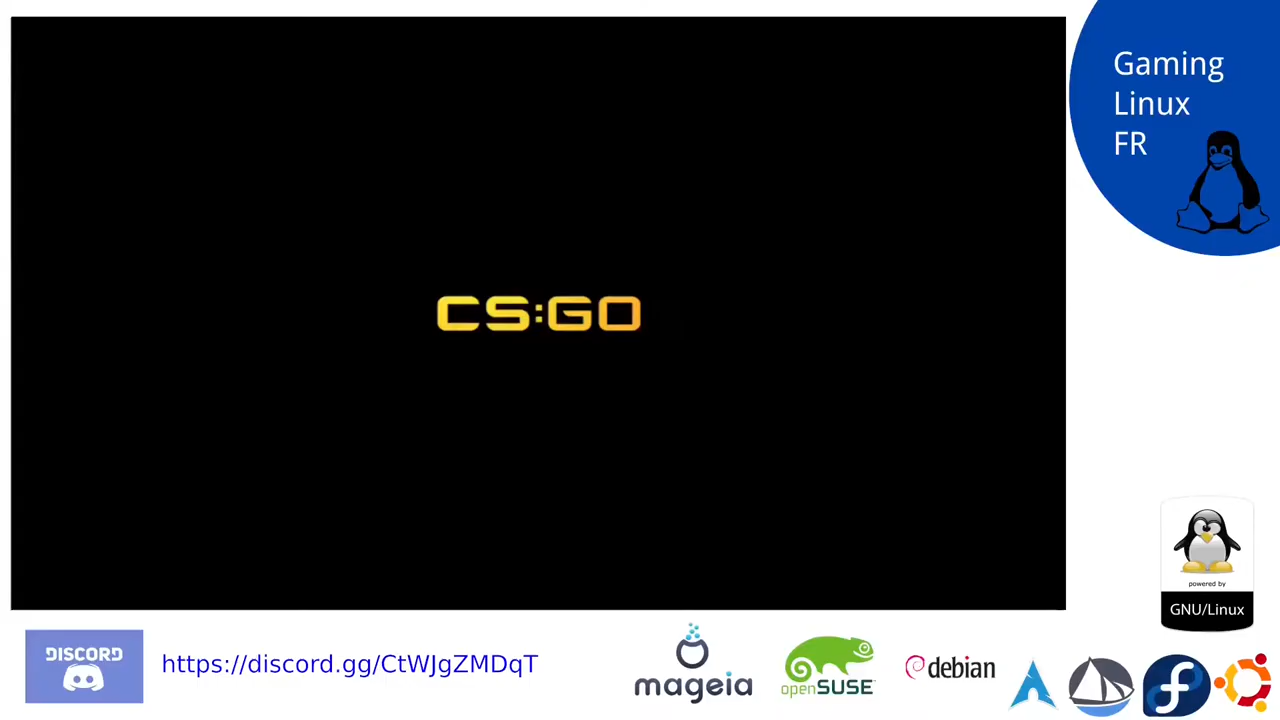 Gaming
Linux
FR
CS:GO
powered by
GNU/Linux
DISCORD
https://discord.gg/CtWJgZMDqT
mageia
openSUSE
debian